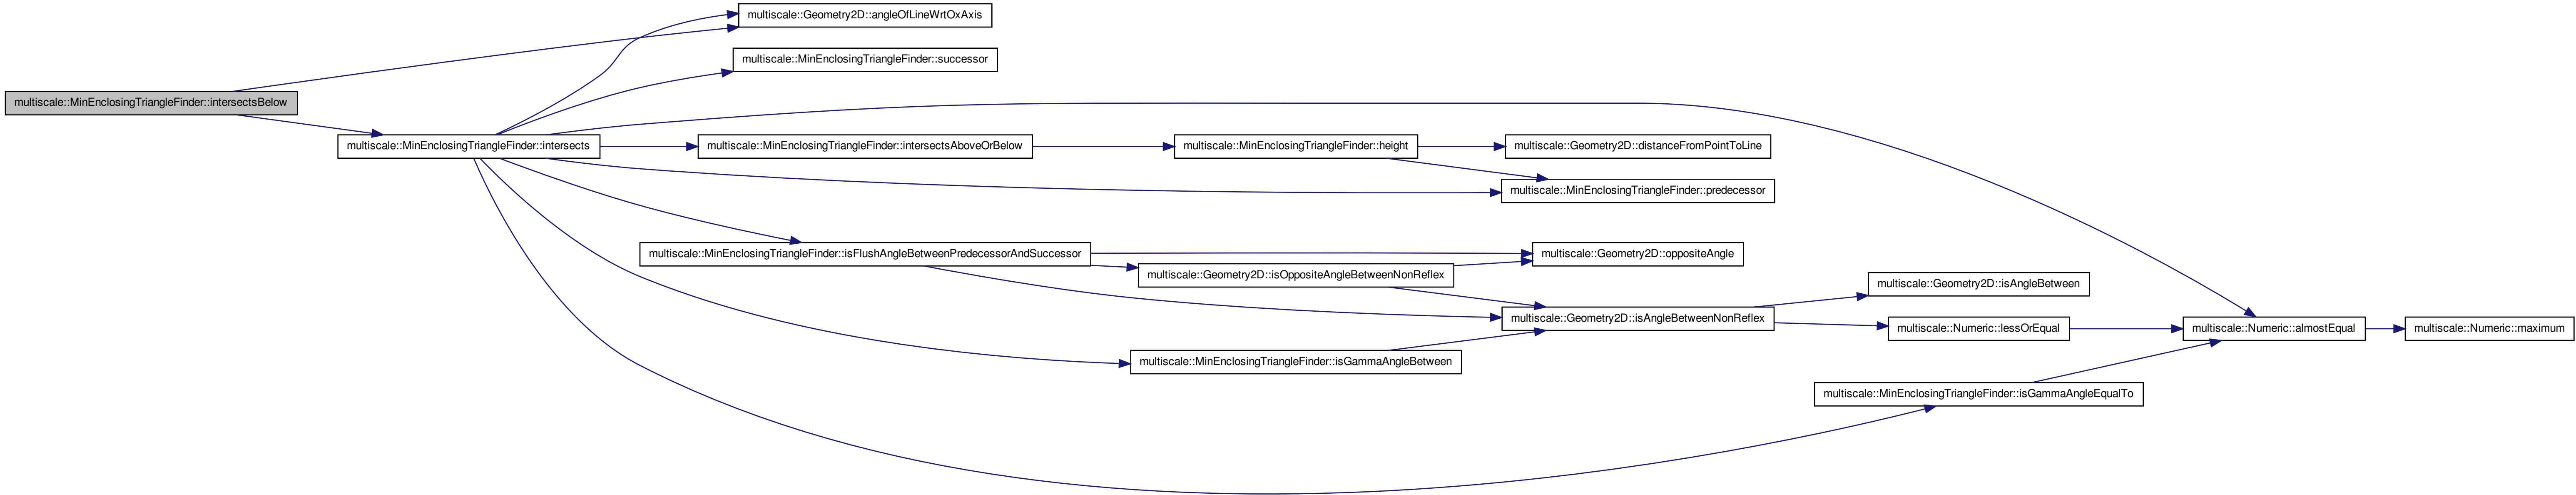 multiscale::Geometry2D::angleOfLineWrtOxAxis
multiscale::MinEnclosingTriangleFinder::successor
multiscale::MinEnclosingTriangleFinder::intersectsBelow
multiscale::MinEnclosingTriangleFinder::intersects
multiscale::MinEnclosingTriangleFinder::intersectsAboveOrBelow
multiscale::MinEnclosingTriangleFinder::height
multiscale::Geometry2D::distanceFromPointToLine
multiscale::MinEnclosingTriangleFinder::predecessor
multiscale::MinEnclosingTriangleFinder::isFlushAngleBetweenPredecessorAndSuccessor
multiscale::Geometry2D::oppositeAngle
multiscale::Geometry2D::isOppositeAngleBetweenNonReflex
multiscale::Geometry2D::isAngleBetween
multiscale::Geometry2D::isAngleBetweenNonReflex
multiscale::Numeric::lessOrEqual
multiscale::Numeric::almostEqual
multiscale::Numeric::maximum
multiscale::MinEnclosingTriangleFinder::isGammaAngleBetween
multiscale::MinEnclosingTriangleFinder::isGammaAngleEqualTo